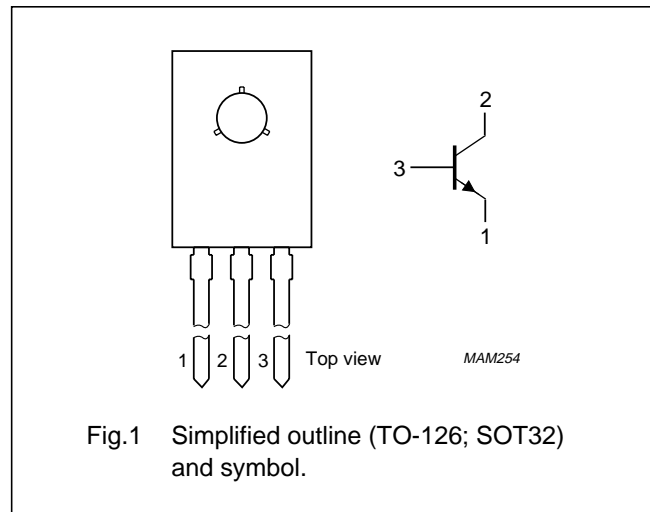 2
3
1
1 2 3 Top view
MAM254
Fig.1 Simplified outline (TO-126; SOT32)
and symbol.